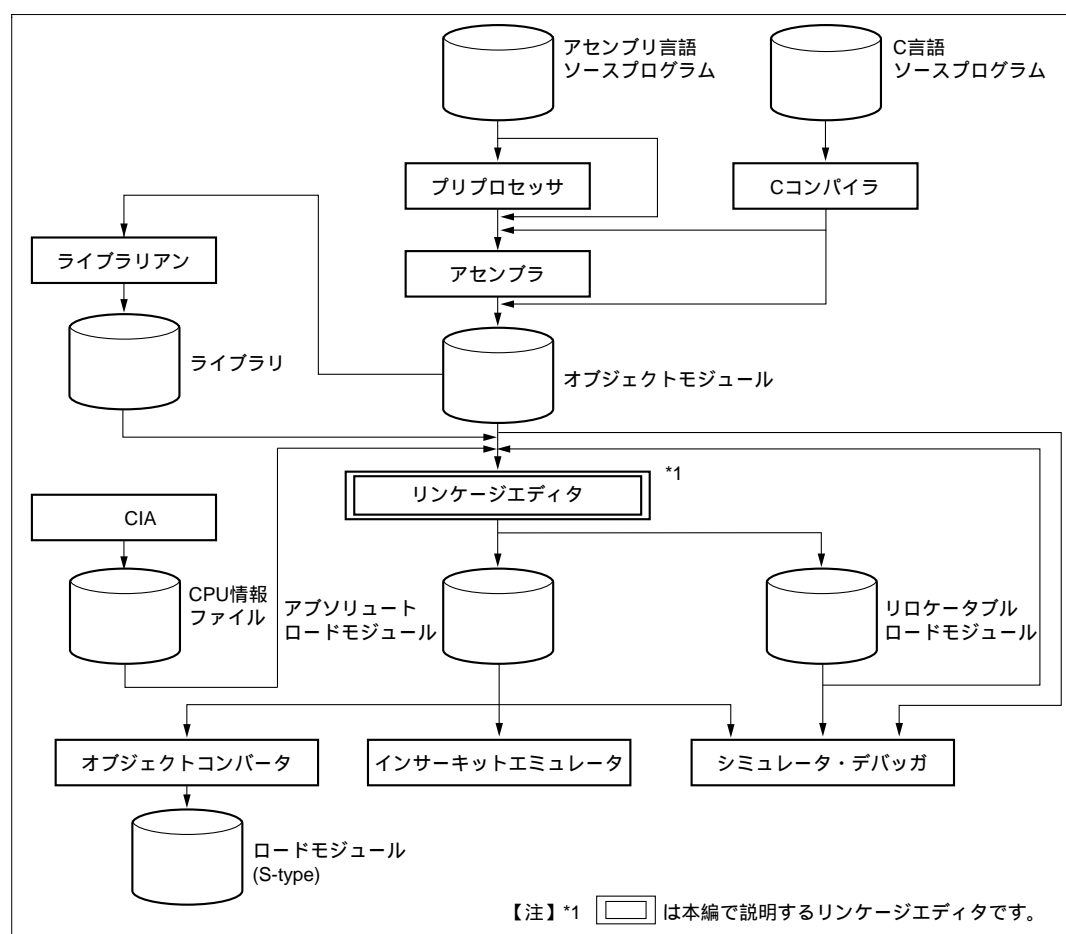 アセンブリ言語
ソースプログラム
C言語
ソースプログラム
プリプロセッサ
Cコンパイラ
ライブラリアン
アセンブラ
ライブラリ
オブジェクトモジュール
リンケージエディタ
*1
CIA
CPU情報
ファイル
アブソリュート
ロードモジュール
リロケータブル
ロードモジュール
オブジェクトコンバータ
インサーキットエミュレータ
シミュレータ・デバッガ
ロードモジュール
(S-type)
【注】*1 は本編で説明するリンケージエディタです。